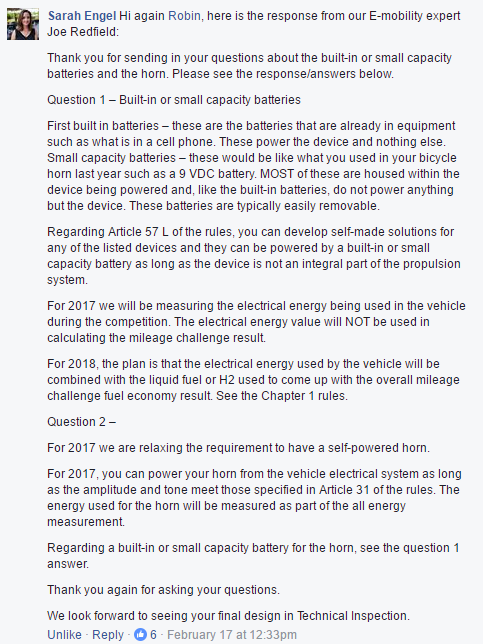 Sarah Engel Hi again Robin, here is the response from our E-mobility expert
Joe Redfield:
Thank you for sending in your questions about the built-in or small capacity
batteries and the horn. Please see the response/answers below.
Question 1 – Built-in or small capacity batteries
First built in batteries – these are the batteries that are already in equipment
such as what is in a cell phone. These power the device and nothing else.
Small capacity batteries – these would be like what you used in your bicycle
horn last year such as a 9 VDC battery. MOST of these are housed within the
device being powered and, like the built-in batteries, do not power anything
but the device. These batteries are typically easily removable.
Regarding Article 57 L of the rules, you can develop self-made solutions for
any of the listed devices and they can be powered by a built-in or small
capacity battery as long as the device is not an integral part of the propulsion
system.
For 2017 we will be measuring the electrical energy being used in the vehicle
during the competition. The electrical energy value will NOT be used in
calculating the mileage challenge result.
For 2018, the plan is that the electrical energy used by the vehicle will be
combined with the liquid fuel or H2 used to come up with the overall mileage
challenge fuel economy result. See the Chapter 1 rules.
Question 2 –
For 2017 we are relaxing the requirement to have a self-powered horn.
For 2017, you can power your horn from the vehicle electrical system as long
as the amplitude and tone meet those specified in Article 31 of the rules. The
energy used for the horn will be measured as part of the all energy
measurement.
Regarding a built-in or small capacity battery for the horn, see the question 1
answer.
Thank you again for asking your questions.
We look forward to seeing your final design in Technical Inspection.
Unlike · Reply · 6 · February 17 at 12:33pm